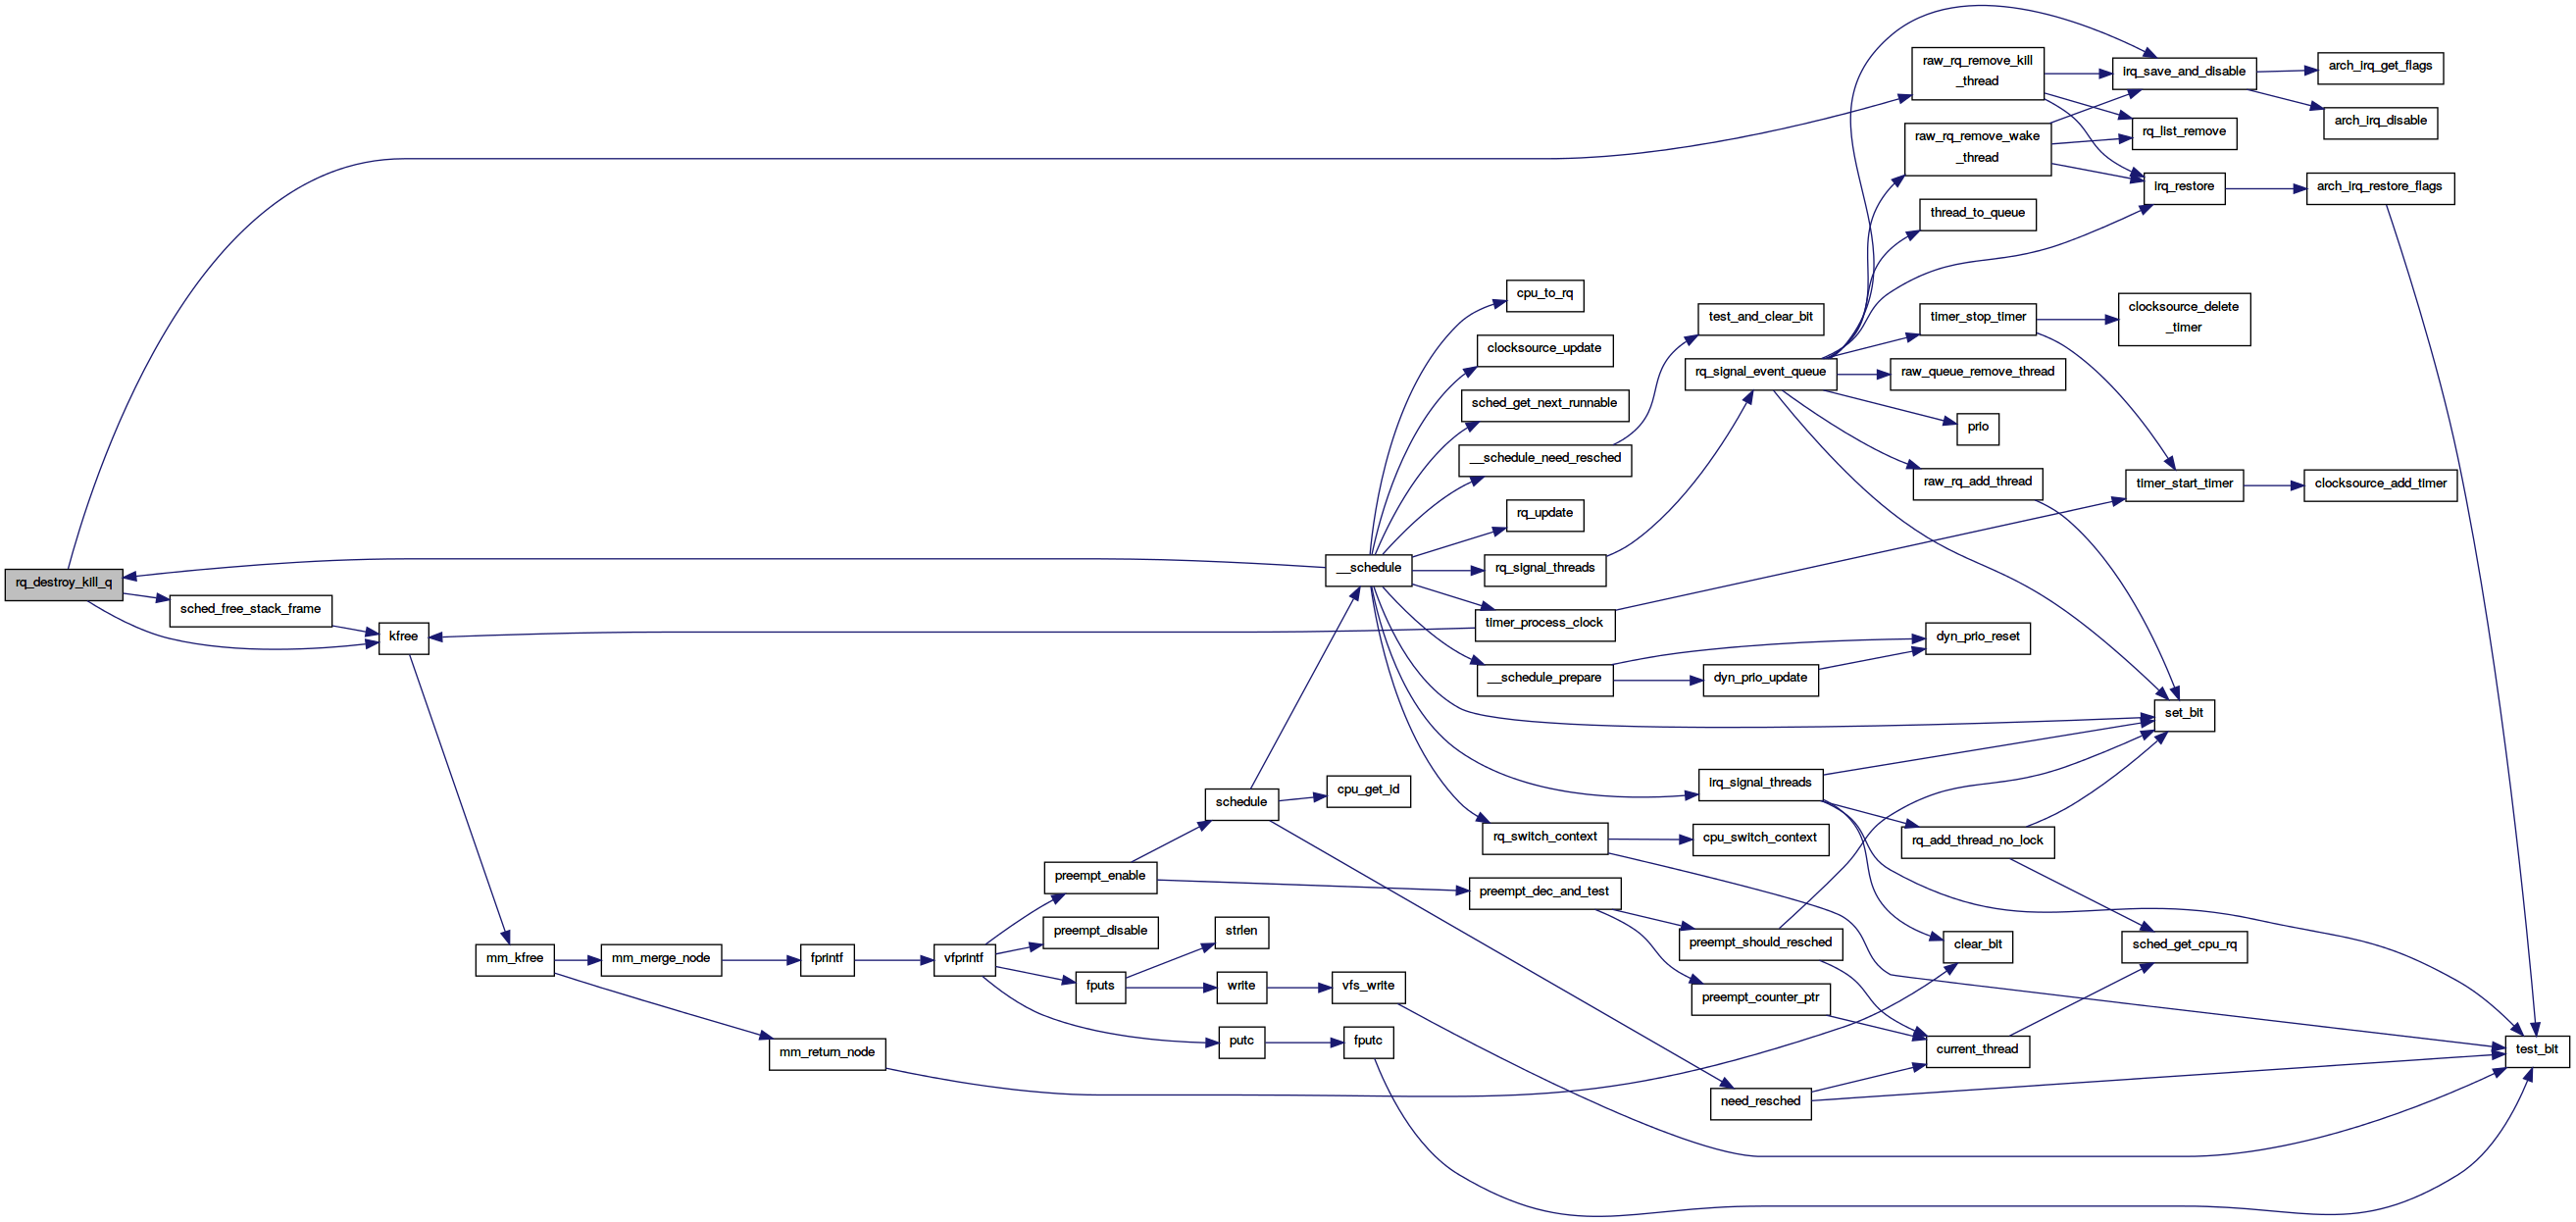 raw_rq_remove_kill
_thread
irq_save_and_disable
arch_irq_get_flags
arch_irq_disable
rq_list_remove
raw_rq_remove_wake
_thread
irq_restore
arch_irq_restore_flags
thread_to_queue
cpu_to_rq
test_and_clear_bit
timer_stop_timer
clocksource_delete
_timer
clocksource_update
rq_signal_event_queue
raw_queue_remove_thread
sched_get_next_runnable
prio
__schedule_need_resched
raw_rq_add_thread
timer_start_timer
clocksource_add_timer
rq_update
__schedule
rq_signal_threads
rq_destroy_kill_q
sched_free_stack_frame
kfree
timer_process_clock
dyn_prio_reset
__schedule_prepare
dyn_prio_update
set_bit
irq_signal_threads
schedule
cpu_get_id
rq_switch_context
cpu_switch_context
rq_add_thread_no_lock
preempt_enable
preempt_dec_and_test
preempt_disable
strlen
preempt_should_resched
clear_bit
sched_get_cpu_rq
mm_kfree
mm_merge_node
fprintf
vfprintf
fputs
write
vfs_write
preempt_counter_ptr
putc
fputc
mm_return_node
current_thread
test_bit
need_resched